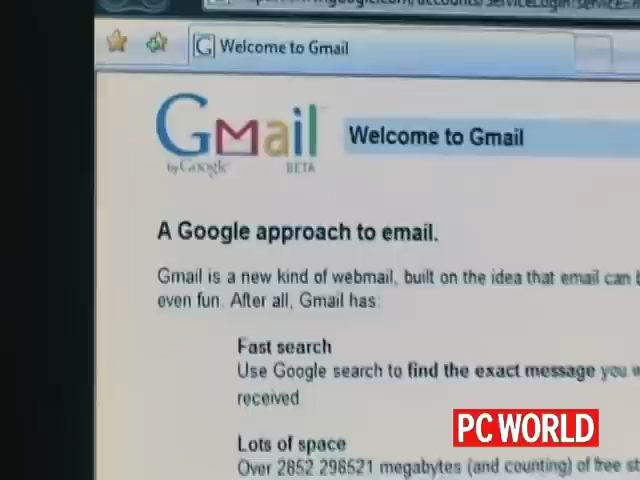 Welcome to Gmail
Gmail
by Google
BETA
Welcome to Gmail
A Google approach to email.
Gmail is a new kind of webmail, built on the idea that email can
even fun. After all, Gmail has:
Fast search
Use Google search to find the exact message you
received.
Lots of space
Over 2852.298521 megabytes (and counting) of free
PC WORLD